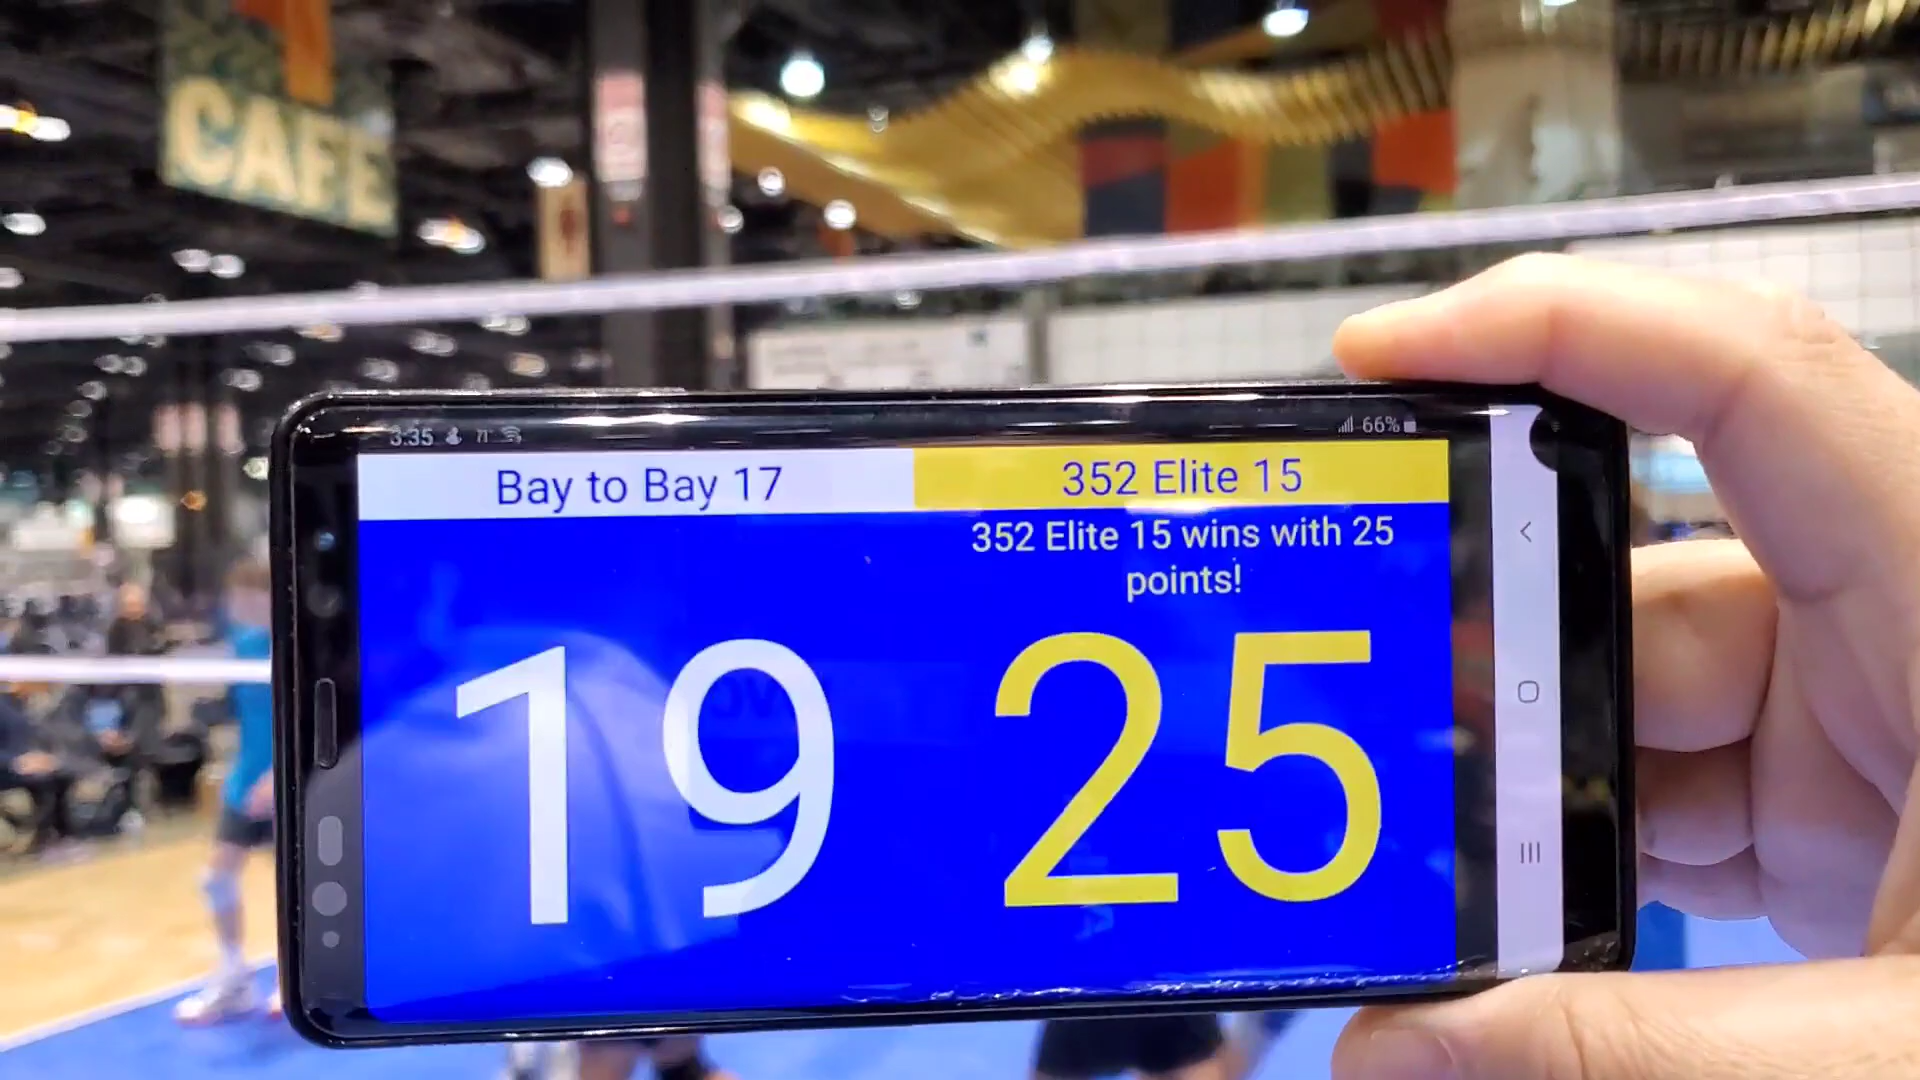 CAFE
3:35
66%
Bay to Bay 17
352 Elite 15
352 Elite 15 wins with 25
points!
19
25